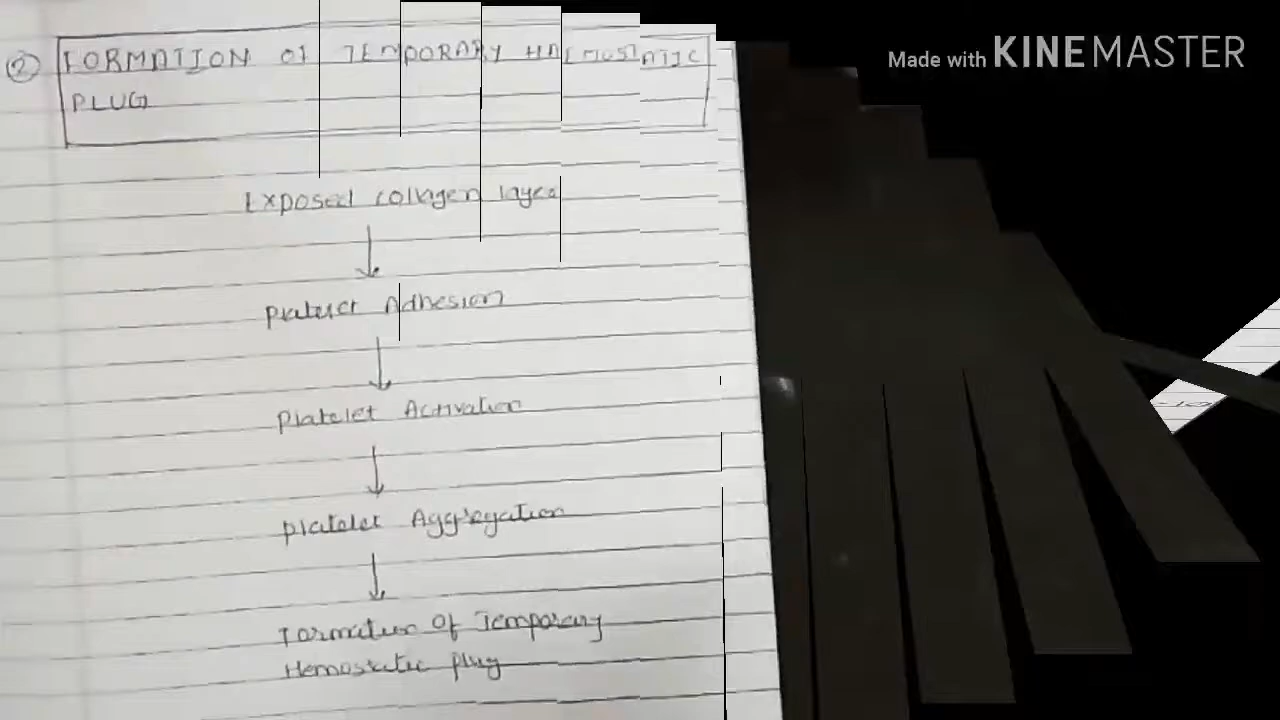 Made with KINEMASTER
② FORMATION Of TEMPORARY HAEMOSTATIC
PLUG
Exposed collagen layer
↓
Platelet Adhesion
↓
Platelet Activation
↓
platelet Aggregation
↓
Formation Of Temporary
Hemostatic plug